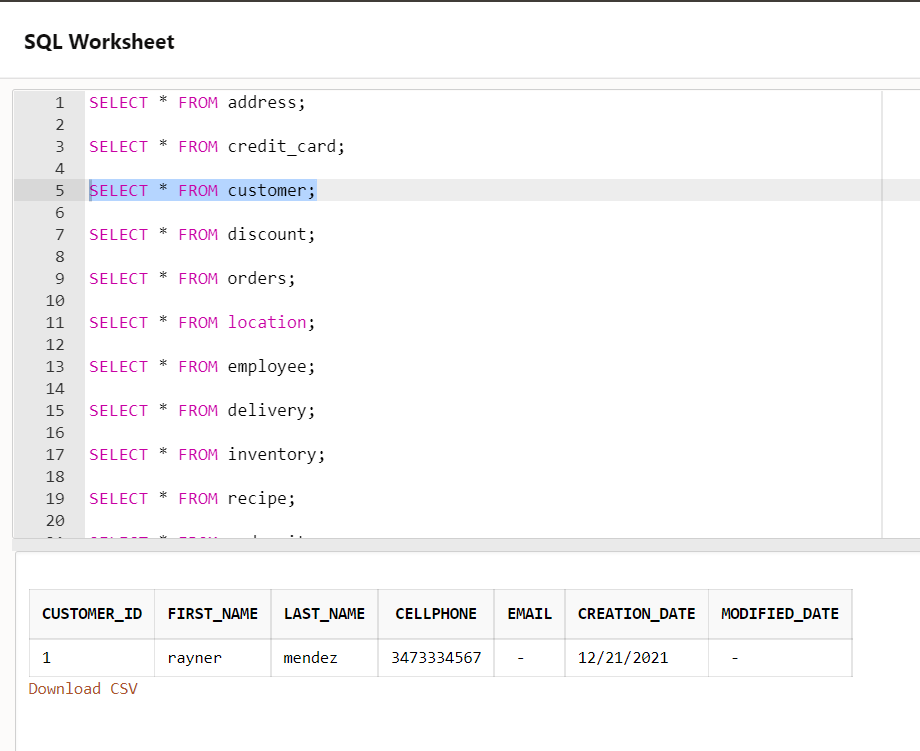 SQL Worksheet
1 SELECT * FROM address;
2
3 SELECT * FROM credit_card;
4
5 SELECT * FROM customer;
6
7 SELECT * FROM discount;
8
9 SELECT * FROM orders;
10
11 SELECT * FROM location;
12
13 SELECT * FROM employee;
14
15 SELECT * FROM delivery;
16
17 SELECT * FROM inventory;
18
19 SELECT * FROM recipe;
20
CUSTOMER_ID FIRST_NAME LAST_NAME CELLPHONE EMAIL CREATION_DATE MODIFIED_DATE
1 rayner mendez 3473334567 - 12/21/2021 -
Download CSV